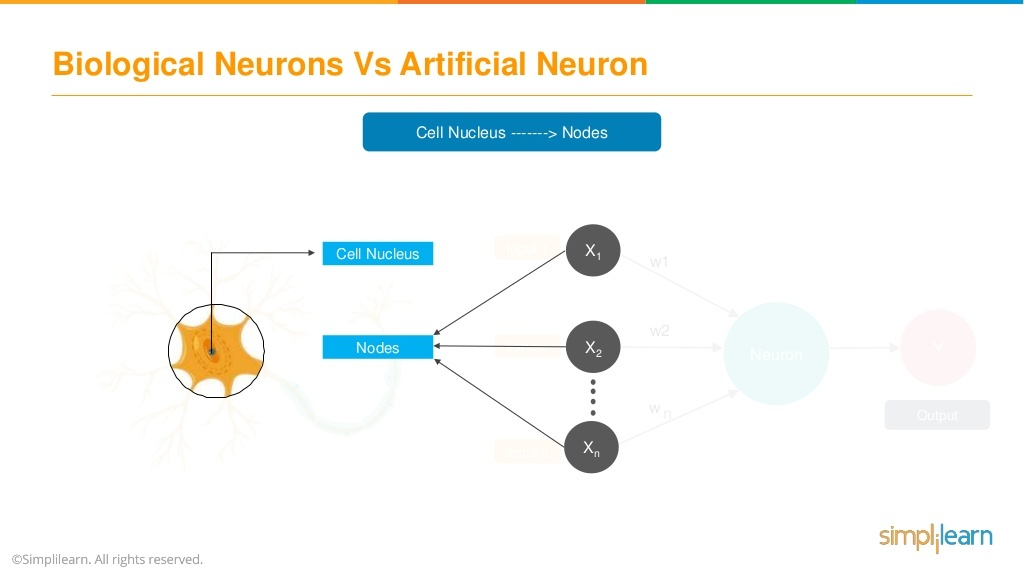 Biological Neurons Vs Artificial Neuron
Cell Nucleus -------> Nodes
Cell Nucleus
X1
w1
w2
X2
Nodes
Neuron
Y
w n
Output
Xn
simplilearn
©Simplilearn. All rights reserved.